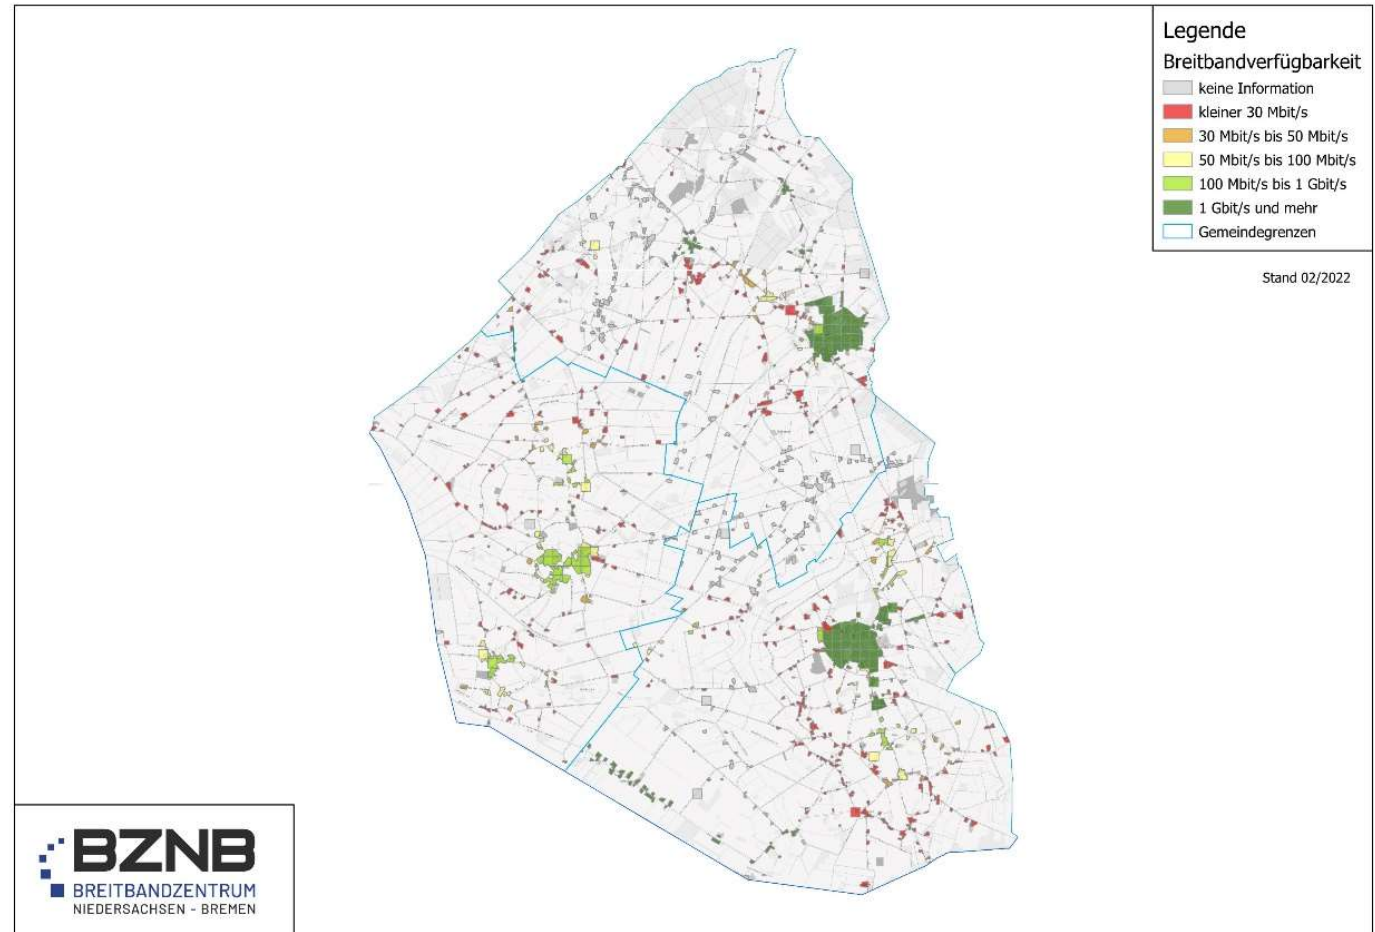 Legende
Breitbandverfügbarkeit
keine Information
kleiner 30 Mbit/s
30 Mbit/s bis 50 Mbit/s
50 Mbit/s bis 100 Mbit/s
100 Mbit/s bis 1 Gbit/s
1 Gbit/s und mehr
Gemeindegrenzen
Stand 02/2022
BZNB
BREITBANDZENTRUM
NIEDERSACHSEN - BREMEN